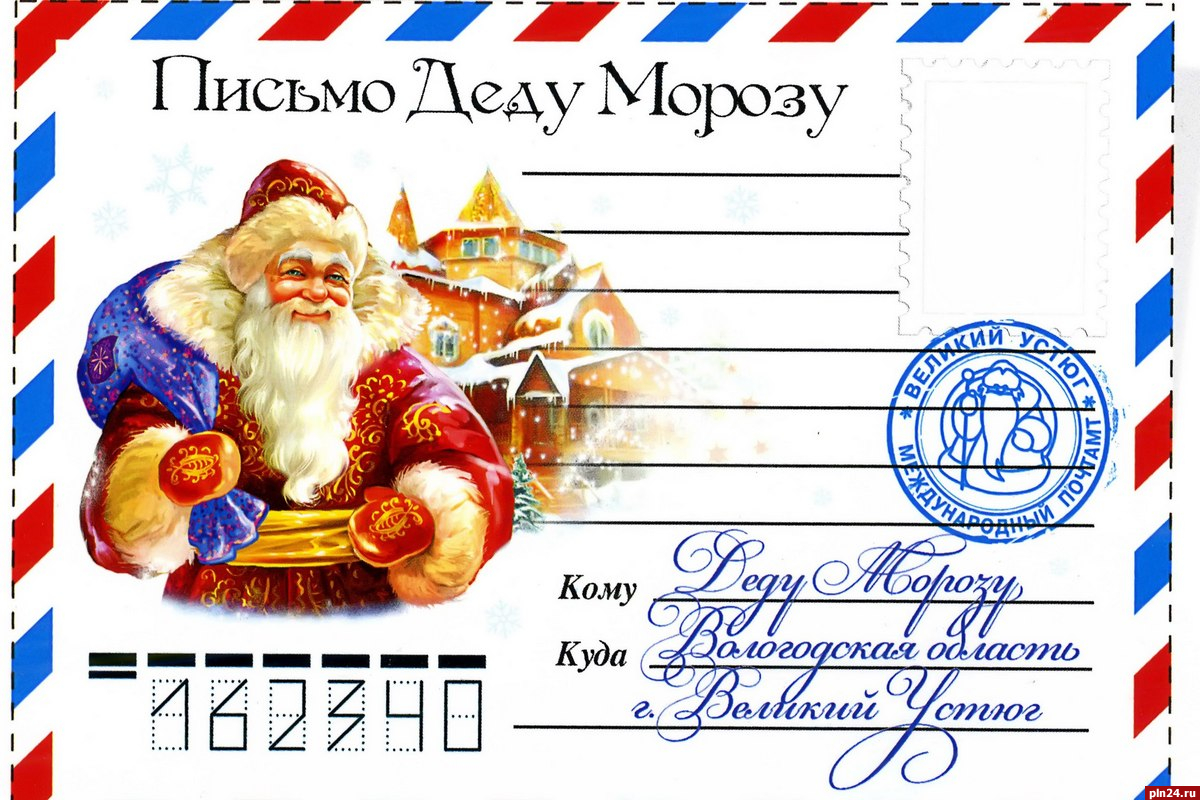 Письмо Деду Морозу
* ВЕЛИКИЙ УСТЮГ *
МЕЖДУНАРОДНЫЙ ПОЧТАМТ
Кому Деду Морозу
Куда Вологодская область
г. Великий Устюг
162340
pln24.ru